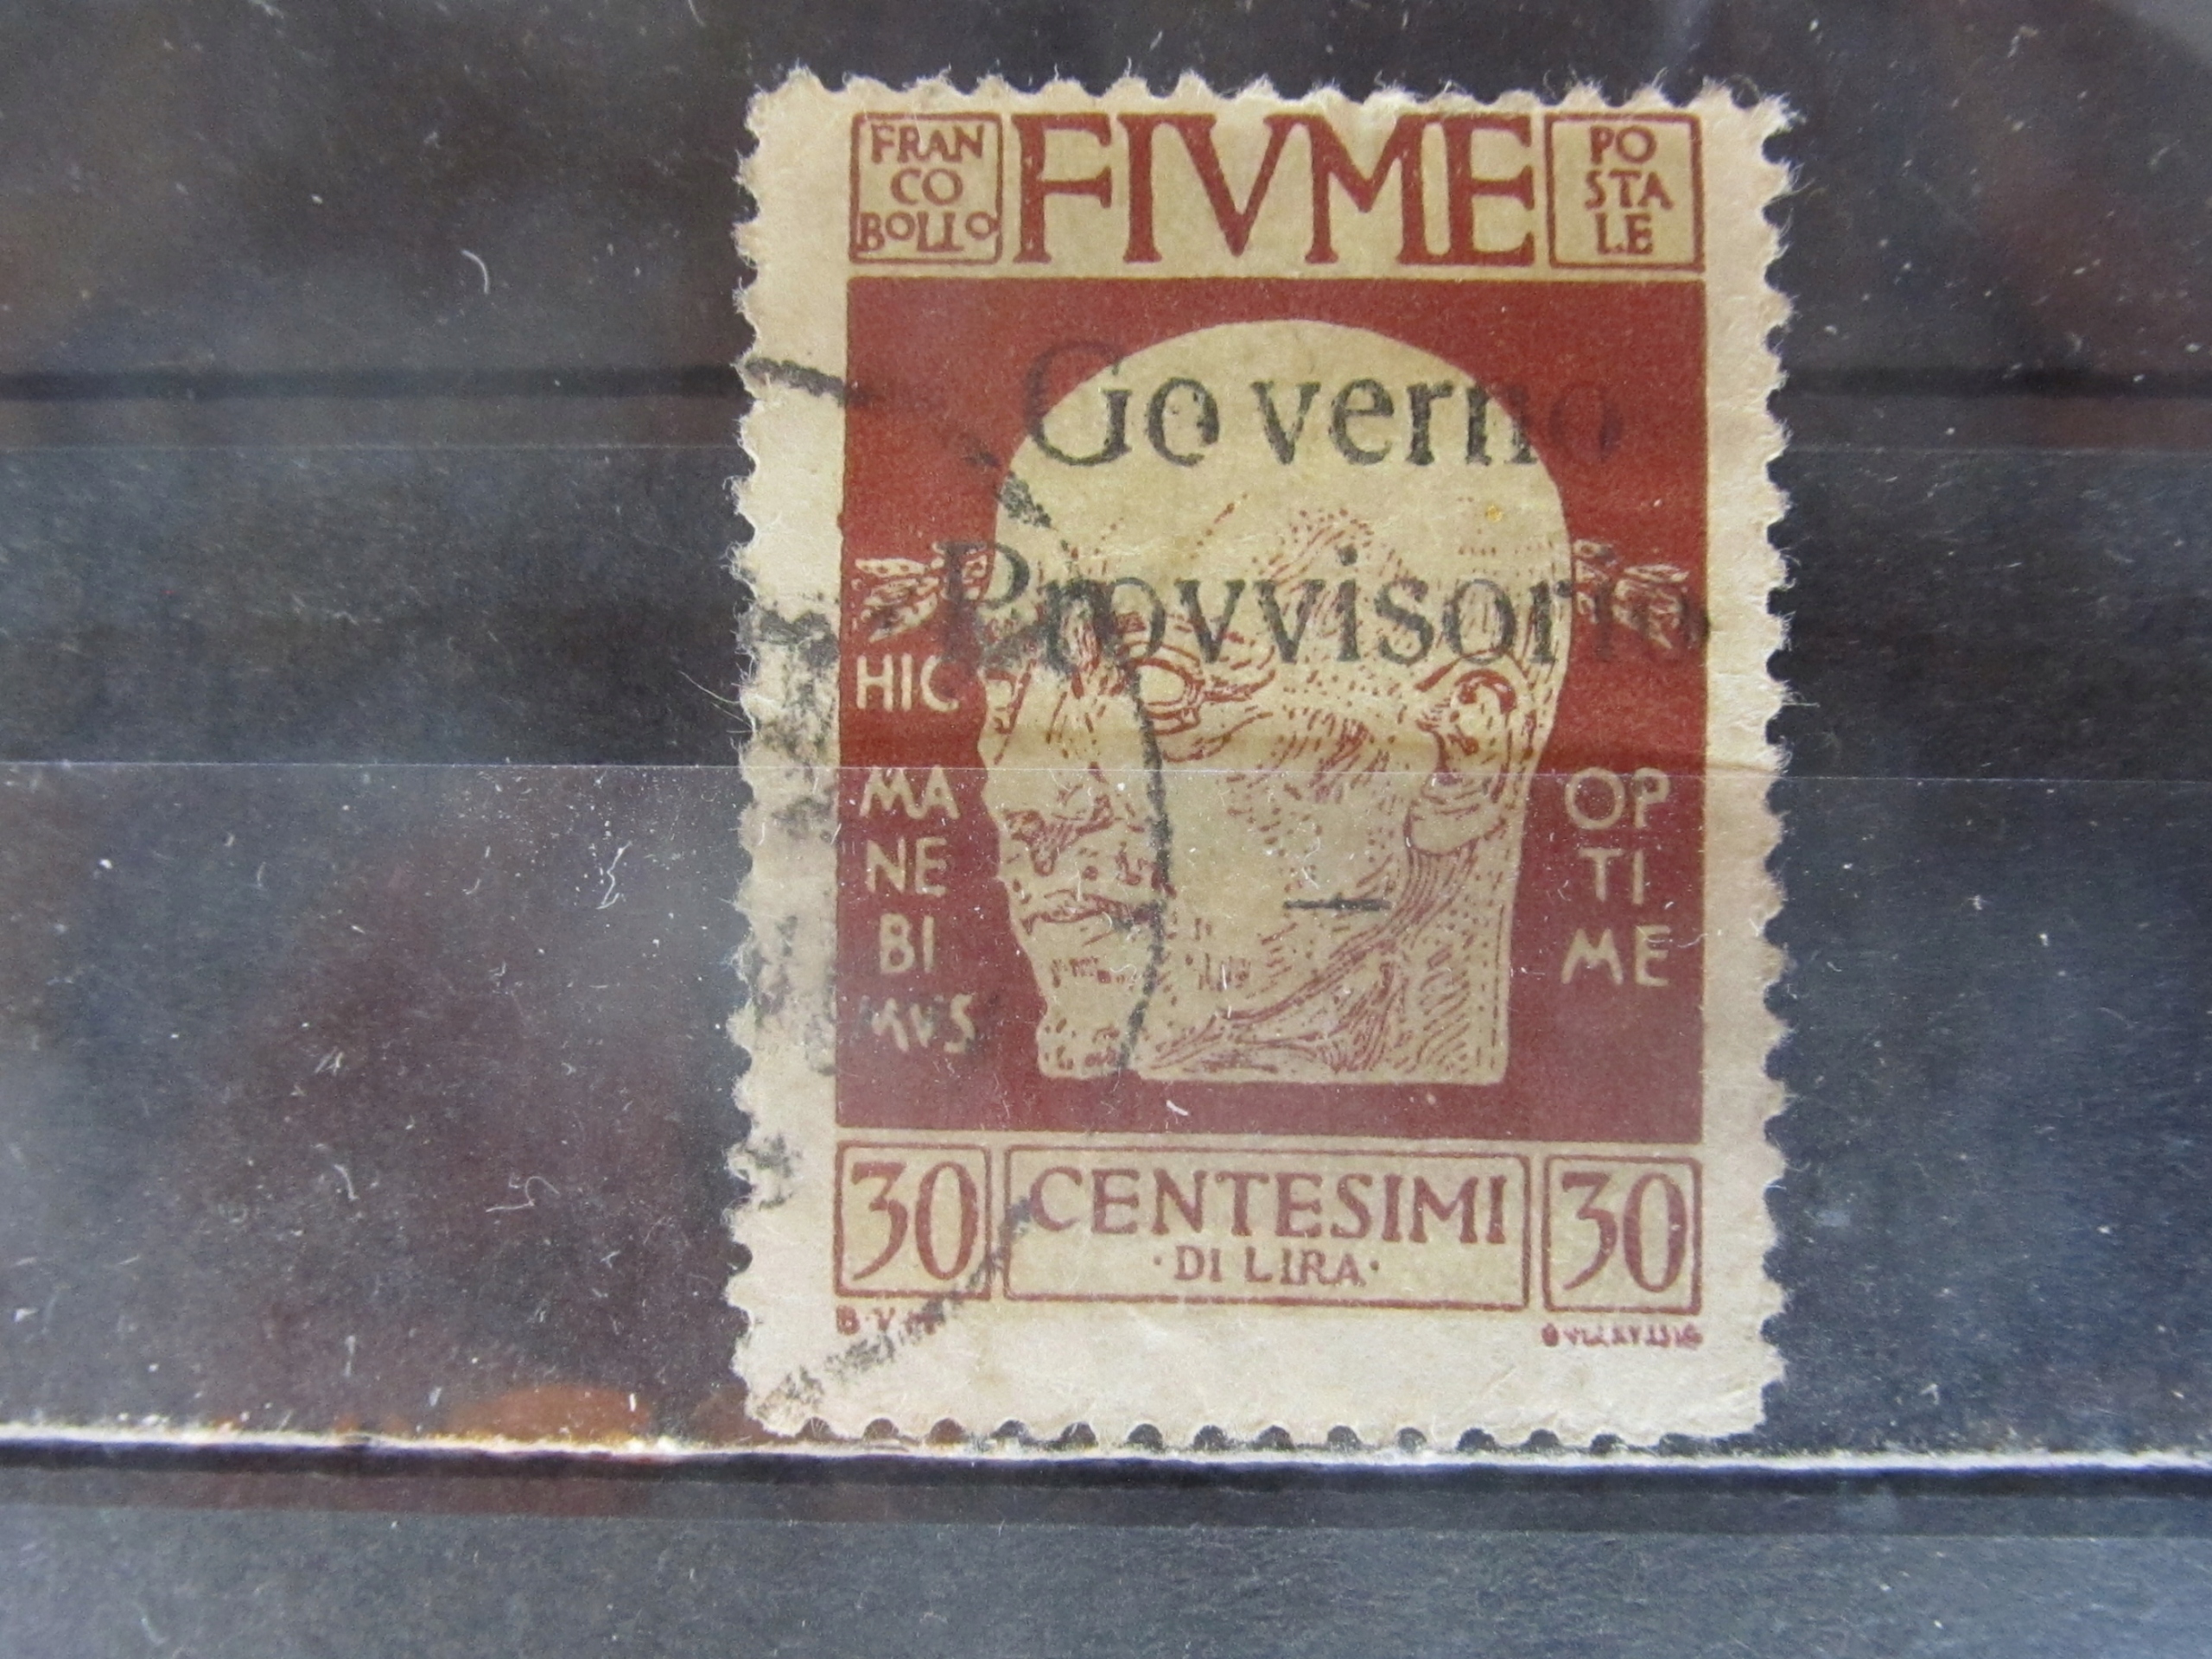 FRAN
CO
BOLLO
FIVME
PO
STA
LE
Governo
Provvisorio
HIC
MA
NE
BI
MVS
OP
TI
ME
30
CENTESIMI
·DI LIRA·
30